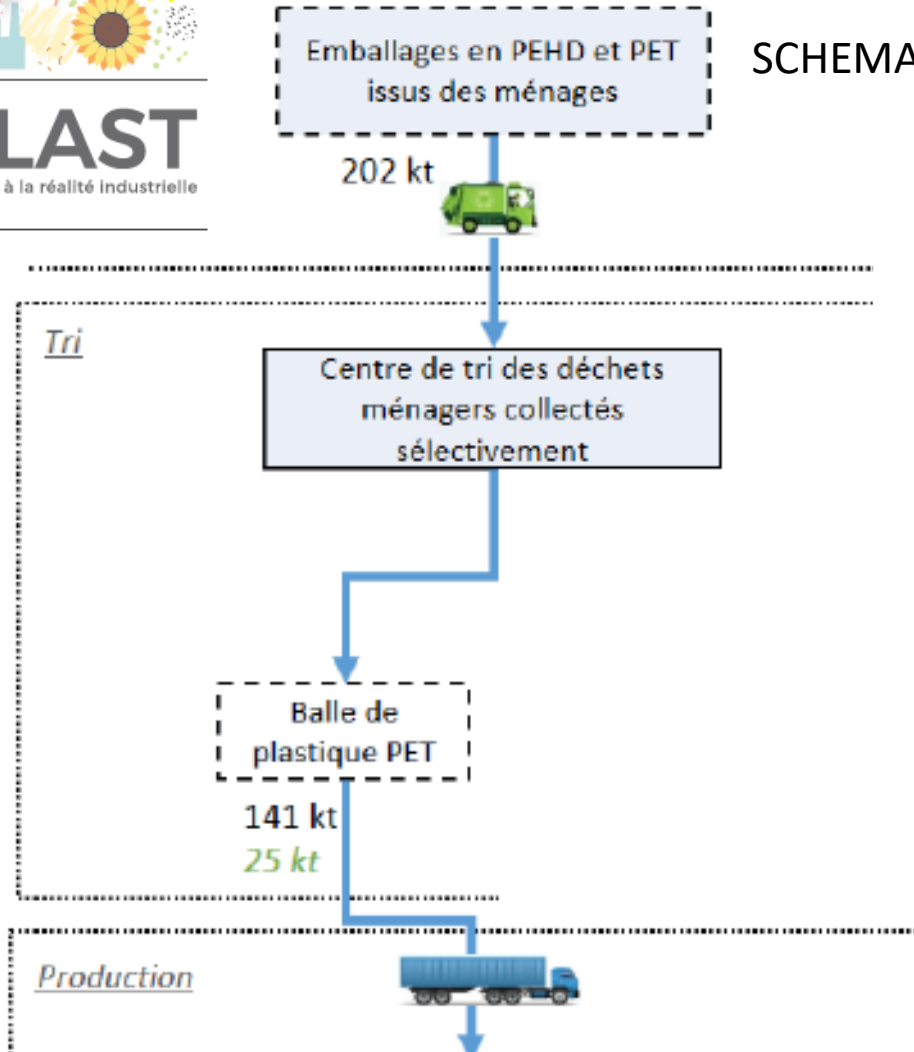 Emballages en PEHD et PET
issus des ménages
SCHEMA
LAST
à la réalité industrielle
202 kt
Tri
Centre de tri des déchets
ménagers collectés
sélectivement
Balle de
plastique PET
141 kt
25 kt
Production